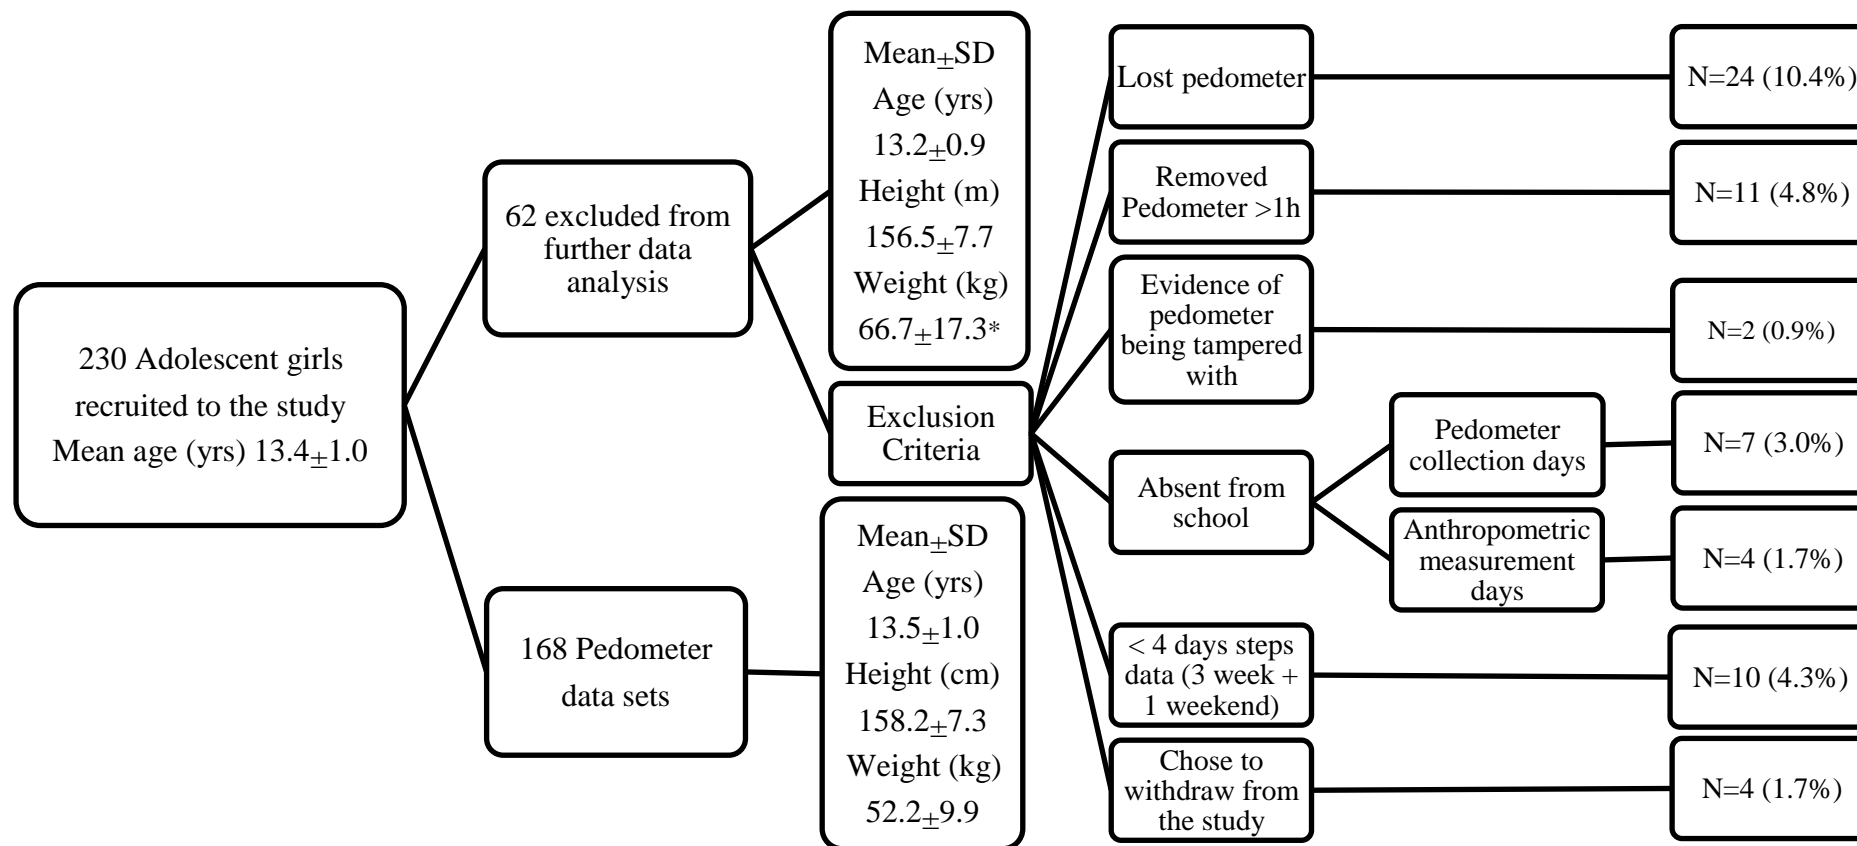 230 Adolescent girls
recruited to the study
Mean age (yrs) 13.4±1.0
62 excluded from
further data
analysis
168 Pedometer
data sets
Mean±SD
Age (yrs)
13.2±0.9
Height (m)
156.5±7.7
Weight (kg)
66.7±17.3*
Exclusion
Criteria
Mean±SD
Age (yrs)
13.5±1.0
Height (cm)
158.2±7.3
Weight (kg)
52.2±9.9
Lost pedometer
N=24 (10.4%)
Removed
Pedometer >1h
N=11 (4.8%)
Evidence of
pedometer
being tampered
with
N=2 (0.9%)
Absent from
school
Pedometer
collection days
N=7 (3.0%)
Anthropometric
measurement
days
N=4 (1.7%)
< 4 days steps
data (3 week +
1 weekend)
N=10 (4.3%)
Chose to
withdraw from
the study
N=4 (1.7%)